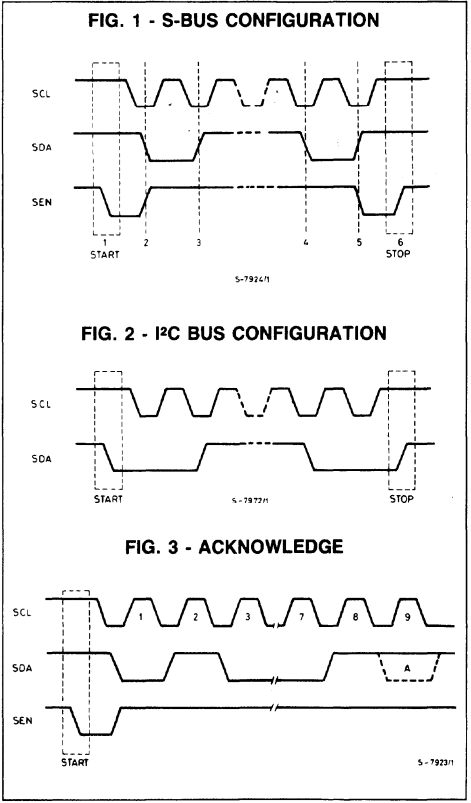 FIG. 1 - S-BUS CONFIGURATION
SCL
SDA
SEN
1 2 3 4 5 6
START STOP
S-7924/1
FIG. 2 - I²C BUS CONFIGURATION
SCL
SDA
START STOP
S-7972/1
FIG. 3 - ACKNOWLEDGE
SCL 1 2 3 7 8 9
SDA A
SEN
START
S-7923/1